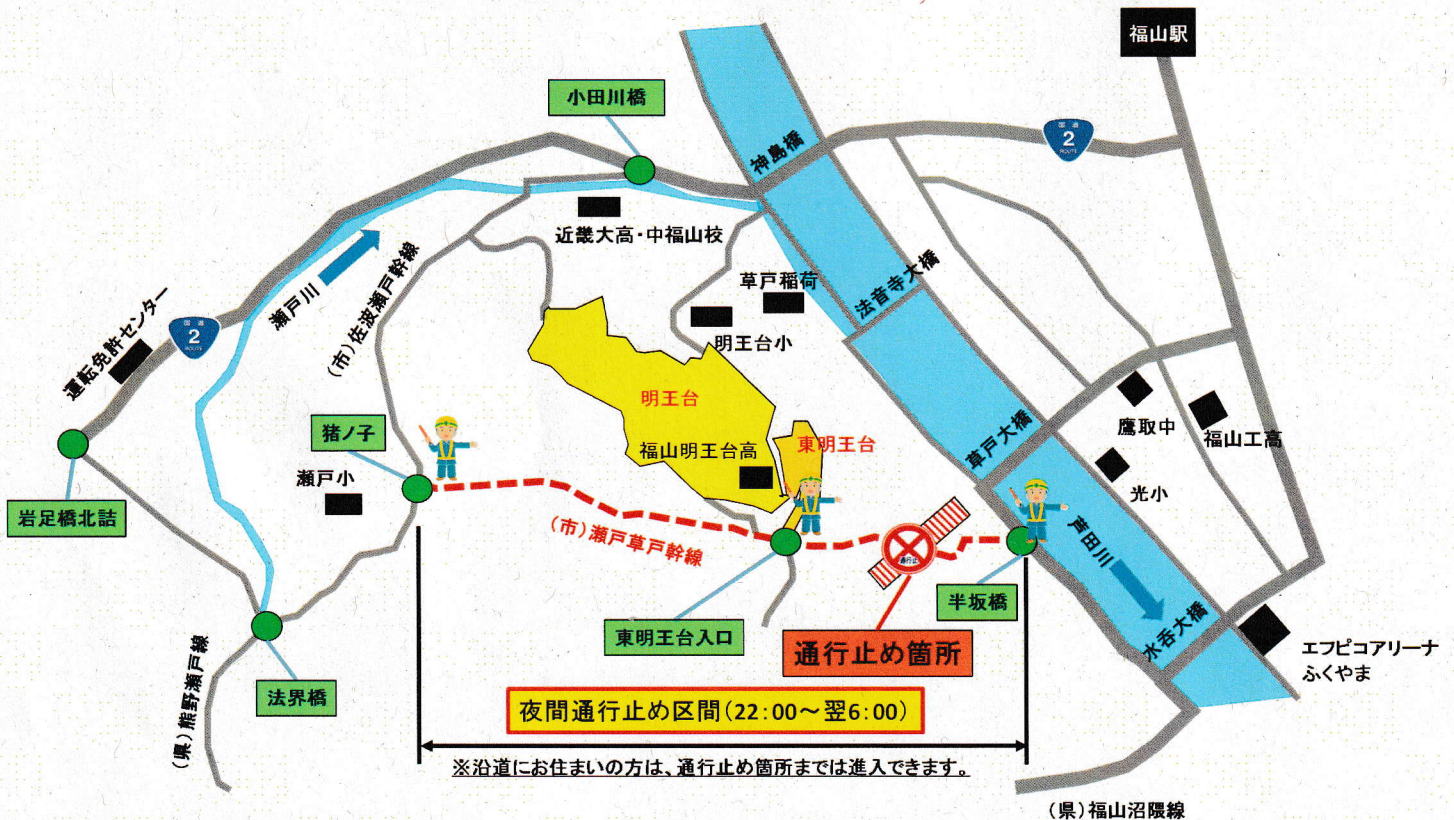 福山駅
小田川橋
国道
2
ROUTE
神島橋
近畿大高・中福山校
瀬戸川
(市)佐波瀬戸幹線
草戸稲荷
法音寺大橋
明王台小
運転免許センター
国道
2
ROUTE
明王台
猪ノ子
福山明王台高
東明王台
草戸大橋
鷹取中
福山工高
瀬戸小
光小
岩足橋北詰
(市)瀬戸草戸幹線
通行止
芦田川
半坂橋
東明王台入口
通行止め箇所
水呑大橋
エフピコアリーナ
ふくやま
法界橋
(県)熊野瀬戸線
夜間通行止め区間(22:00～翌6:00)
※沿道にお住まいの方は、通行止め箇所までは進入できます。
(県)福山沼隈線